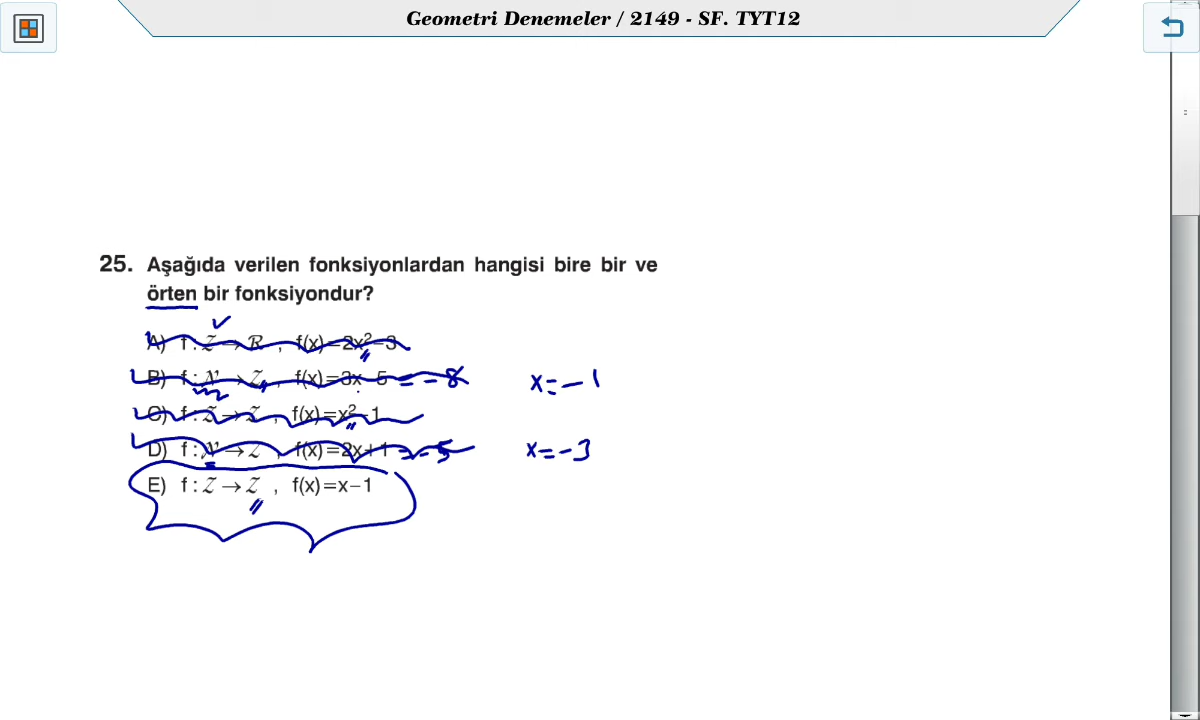 Geometri Denemeler / 2149 - SF. TYT12
25. Aşağıda verilen fonksiyonlardan hangisi bire bir ve
örten bir fonksiyondur?
A) f : Z → R , f(x)=2x²−3
B) f : N → Z , f(x)=3x−5 = −8 x=−1
C) f : Z → Z , f(x)=x²−1
D) f : N → Z , f(x)=2x+1 = −5 x=−3
E) f : Z → Z , f(x)=x−1